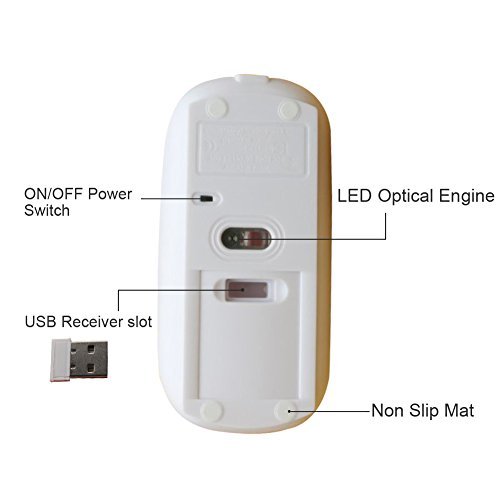 ON/OFF Power
Switch
LED Optical Engine
USB Receiver slot
Non Slip Mat